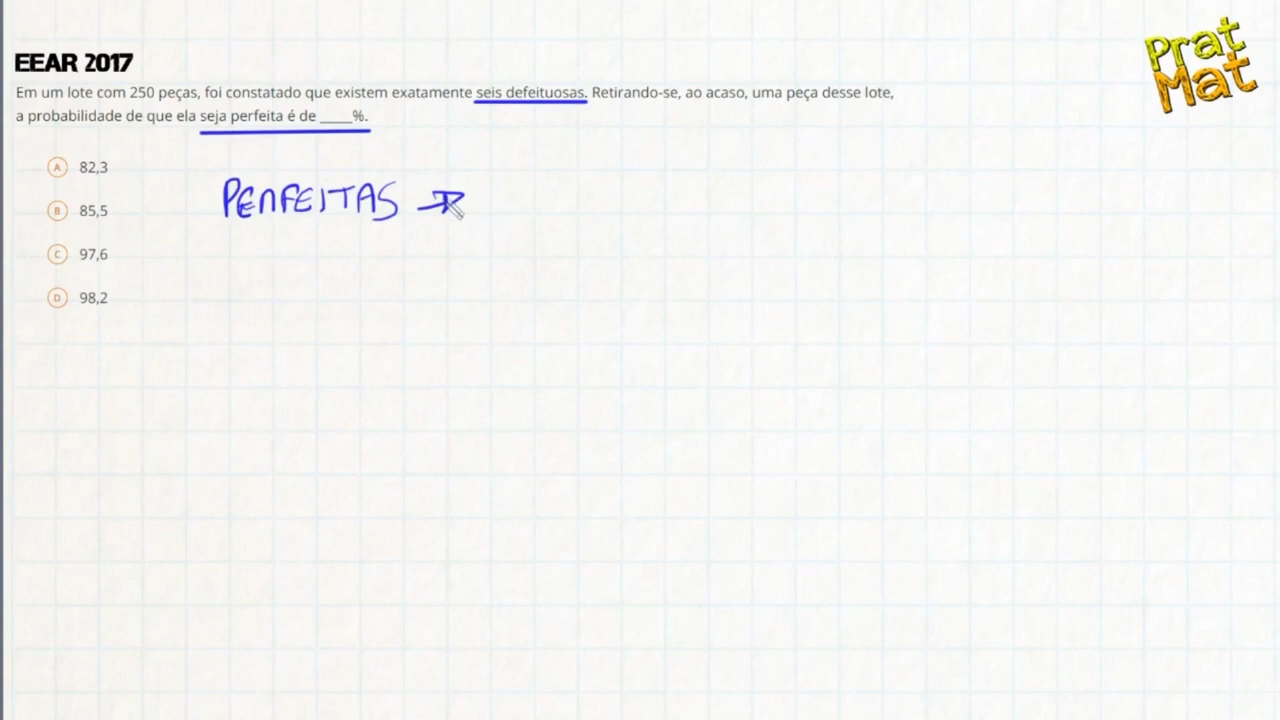 Prat
Mat
EEAR 2017
Em um lote com 250 peças, foi constatado que existem exatamente seis defeituosas. Retirando-se, ao acaso, uma peça desse lote,
a probabilidade de que ela seja perfeita é de ____%.
A 82,3
PERFEITAS →
B 85,5
C 97,6
D 98,2